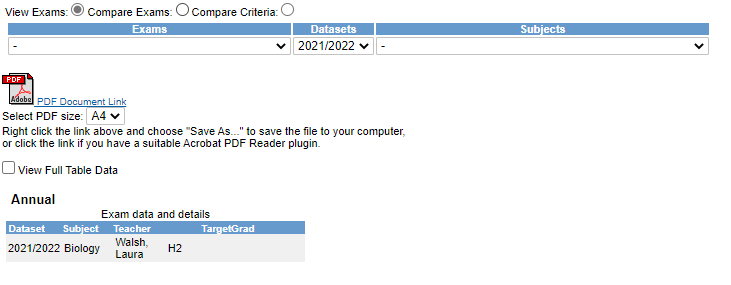 View Exams: Compare Exams: Compare Criteria:
Exams Datasets Subjects
- 2021/2022 -
PDF
Adobe
PDF Document Link
Select PDF size: A4
Right click the link above and choose "Save As..." to save the file to your computer,
or click the link if you have a suitable Acrobat PDF Reader plugin.
View Full Table Data
Annual
Exam data and details
Dataset Subject Teacher TargetGrad
2021/2022 Biology Walsh, Laura H2